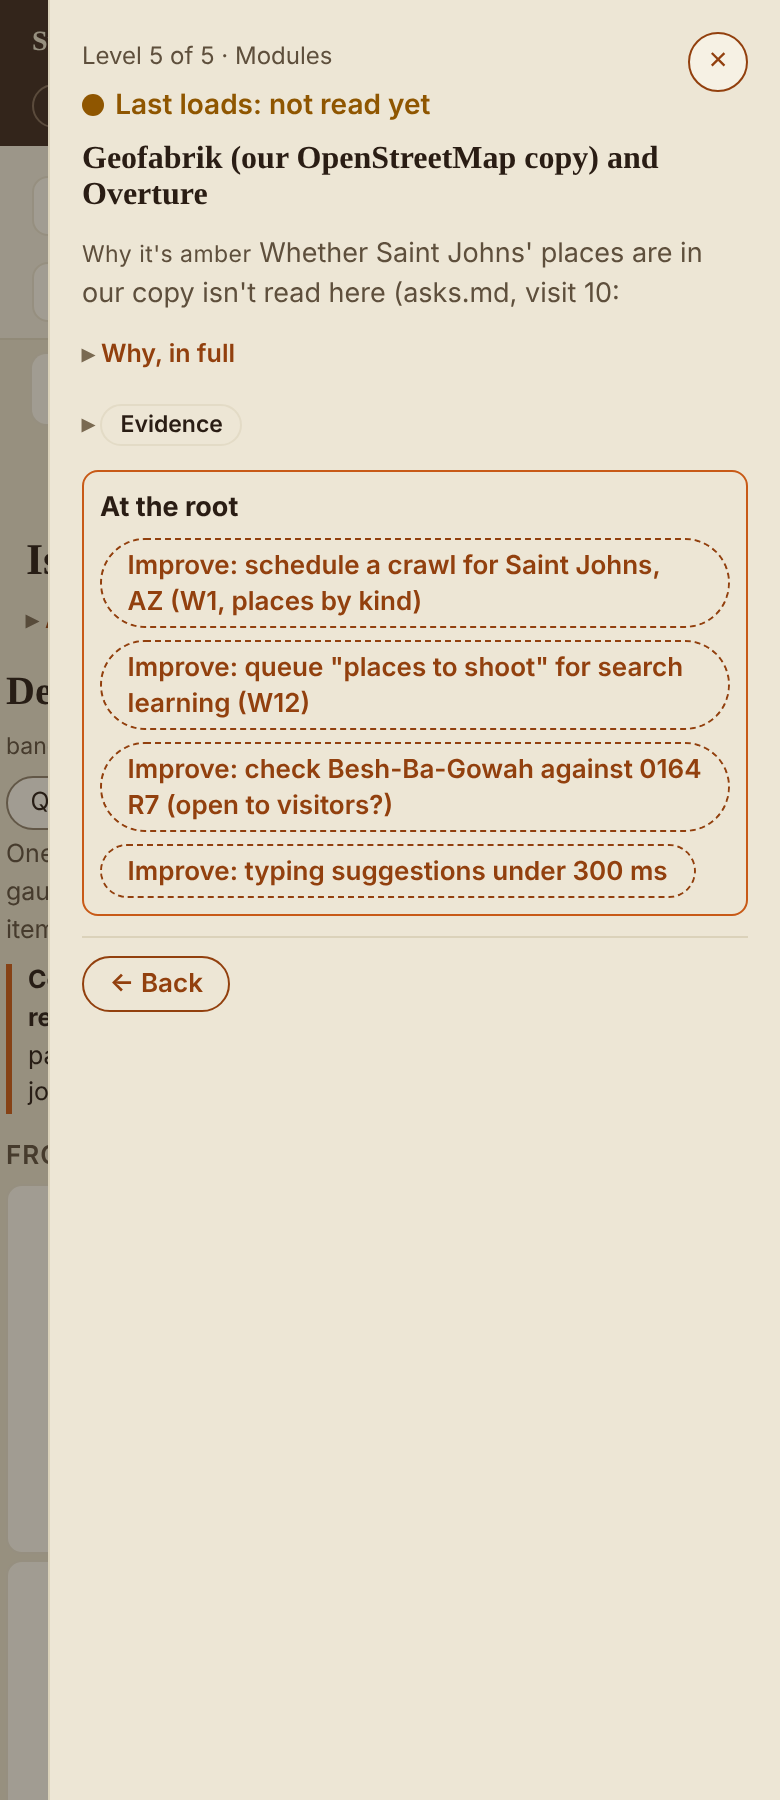 Level 5 of 5 · Modules
×
Last loads: not read yet
Geofabrik (our OpenStreetMap copy) and
Overture
Why it's amber Whether Saint Johns' places are in
our copy isn't read here (asks.md, visit 10:
▸ Why, in full
▸ Evidence
At the root
Improve: schedule a crawl for Saint Johns,
AZ (W1, places by kind)
Improve: queue "places to shoot" for search
learning (W12)
Improve: check Besh-Ba-Gowah against 0164
R7 (open to visitors?)
Improve: typing suggestions under 300 ms
← Back
One